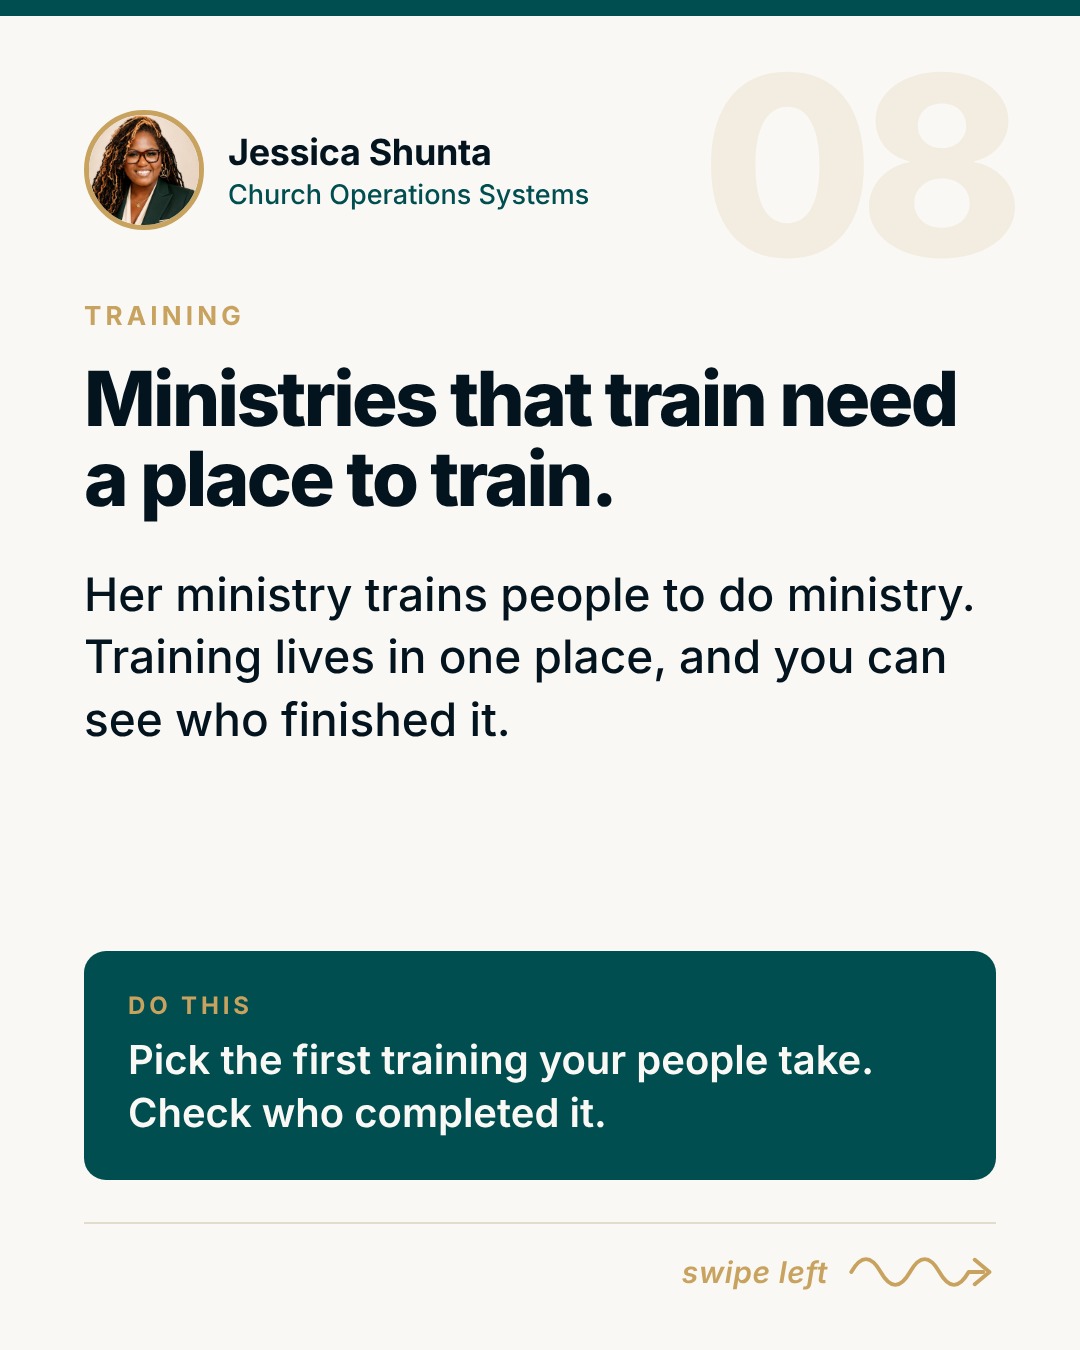 08
Jessica Shunta
Church Operations Systems
TRAINING
Ministries that train need
a place to train.
Her ministry trains people to do ministry.
Training lives in one place, and you can
see who finished it.
DO THIS
Pick the first training your people take.
Check who completed it.
swipe left